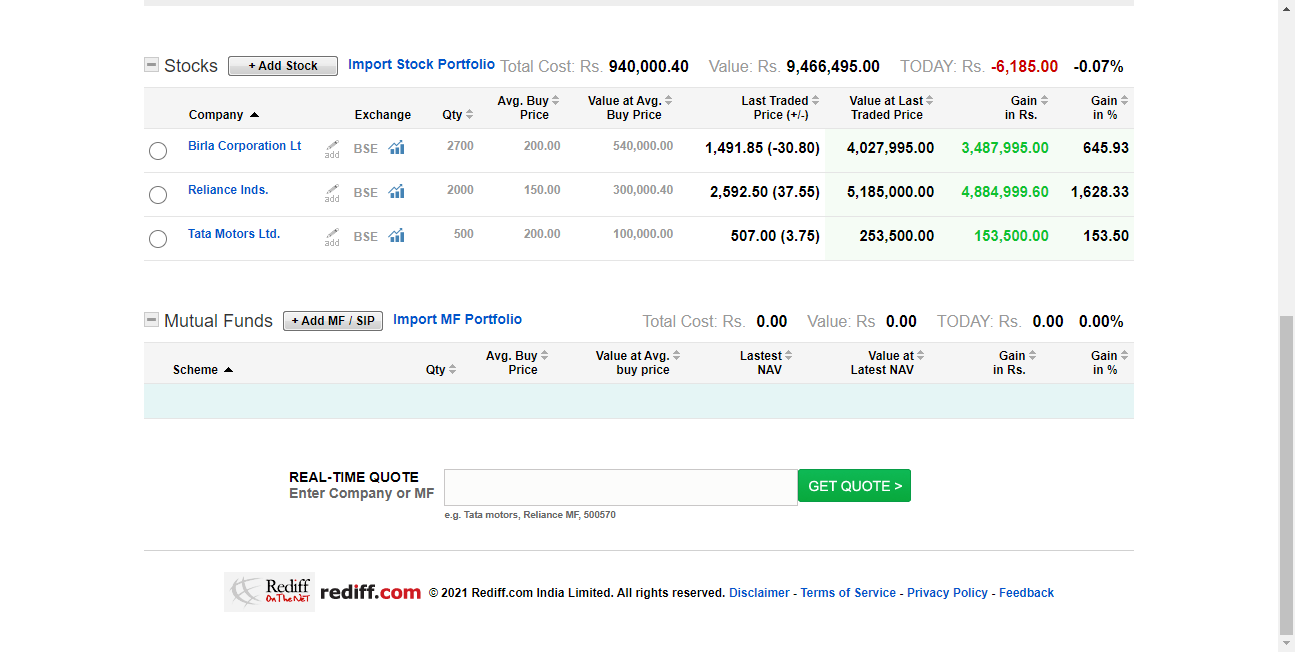 Stocks + Add Stock Import Stock Portfolio Total Cost: Rs. 940,000.40 Value: Rs. 9,466,495.00 TODAY: Rs. -6,185.00 -0.07%
Company Exchange Qty Avg. Buy Price Value at Avg. Buy Price Last Traded Price (+/-) Value at Last Traded Price Gain in Rs. Gain in %
Birla Corporation Lt add BSE 2700 200.00 540,000.00 1,491.85 (-30.80) 4,027,995.00 3,487,995.00 645.93
Reliance Inds. add BSE 2000 150.00 300,000.40 2,592.50 (37.55) 5,185,000.00 4,884,999.60 1,628.33
Tata Motors Ltd. add BSE 500 200.00 100,000.00 507.00 (3.75) 253,500.00 153,500.00 153.50
Mutual Funds + Add MF / SIP Import MF Portfolio Total Cost: Rs. 0.00 Value: Rs 0.00 TODAY: Rs. 0.00 0.00%
Scheme Qty Avg. Buy Price Value at Avg. buy price Lastest NAV Value at Latest NAV Gain in Rs. Gain in %
REAL-TIME QUOTE
Enter Company or MF
GET QUOTE >
e.g. Tata motors, Reliance MF, 500570
Rediff On The NeT rediff.com © 2021 Rediff.com India Limited. All rights reserved. Disclaimer - Terms of Service - Privacy Policy - Feedback